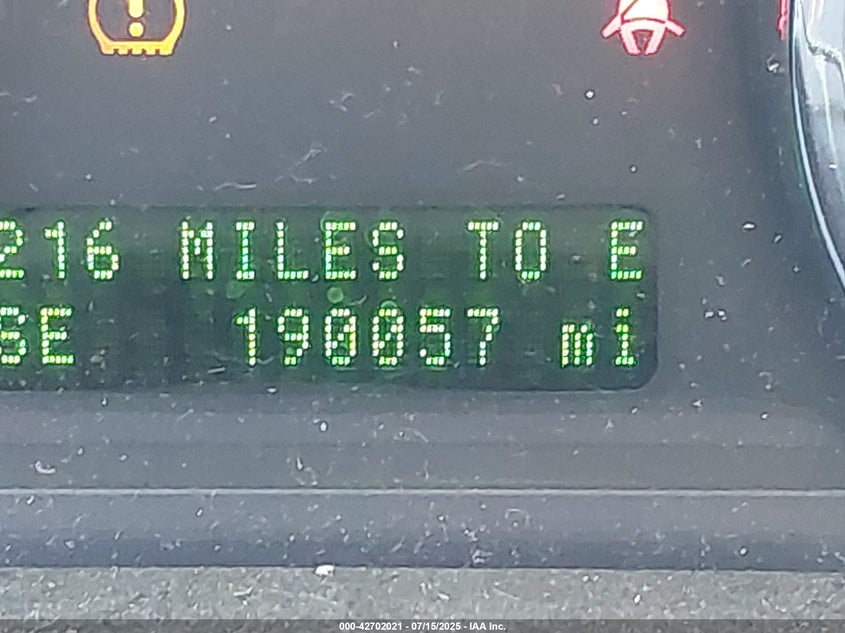 216 MILES TO E
SE 190057 mi
000-42702021 - 07/15/2025 - IAA Inc.